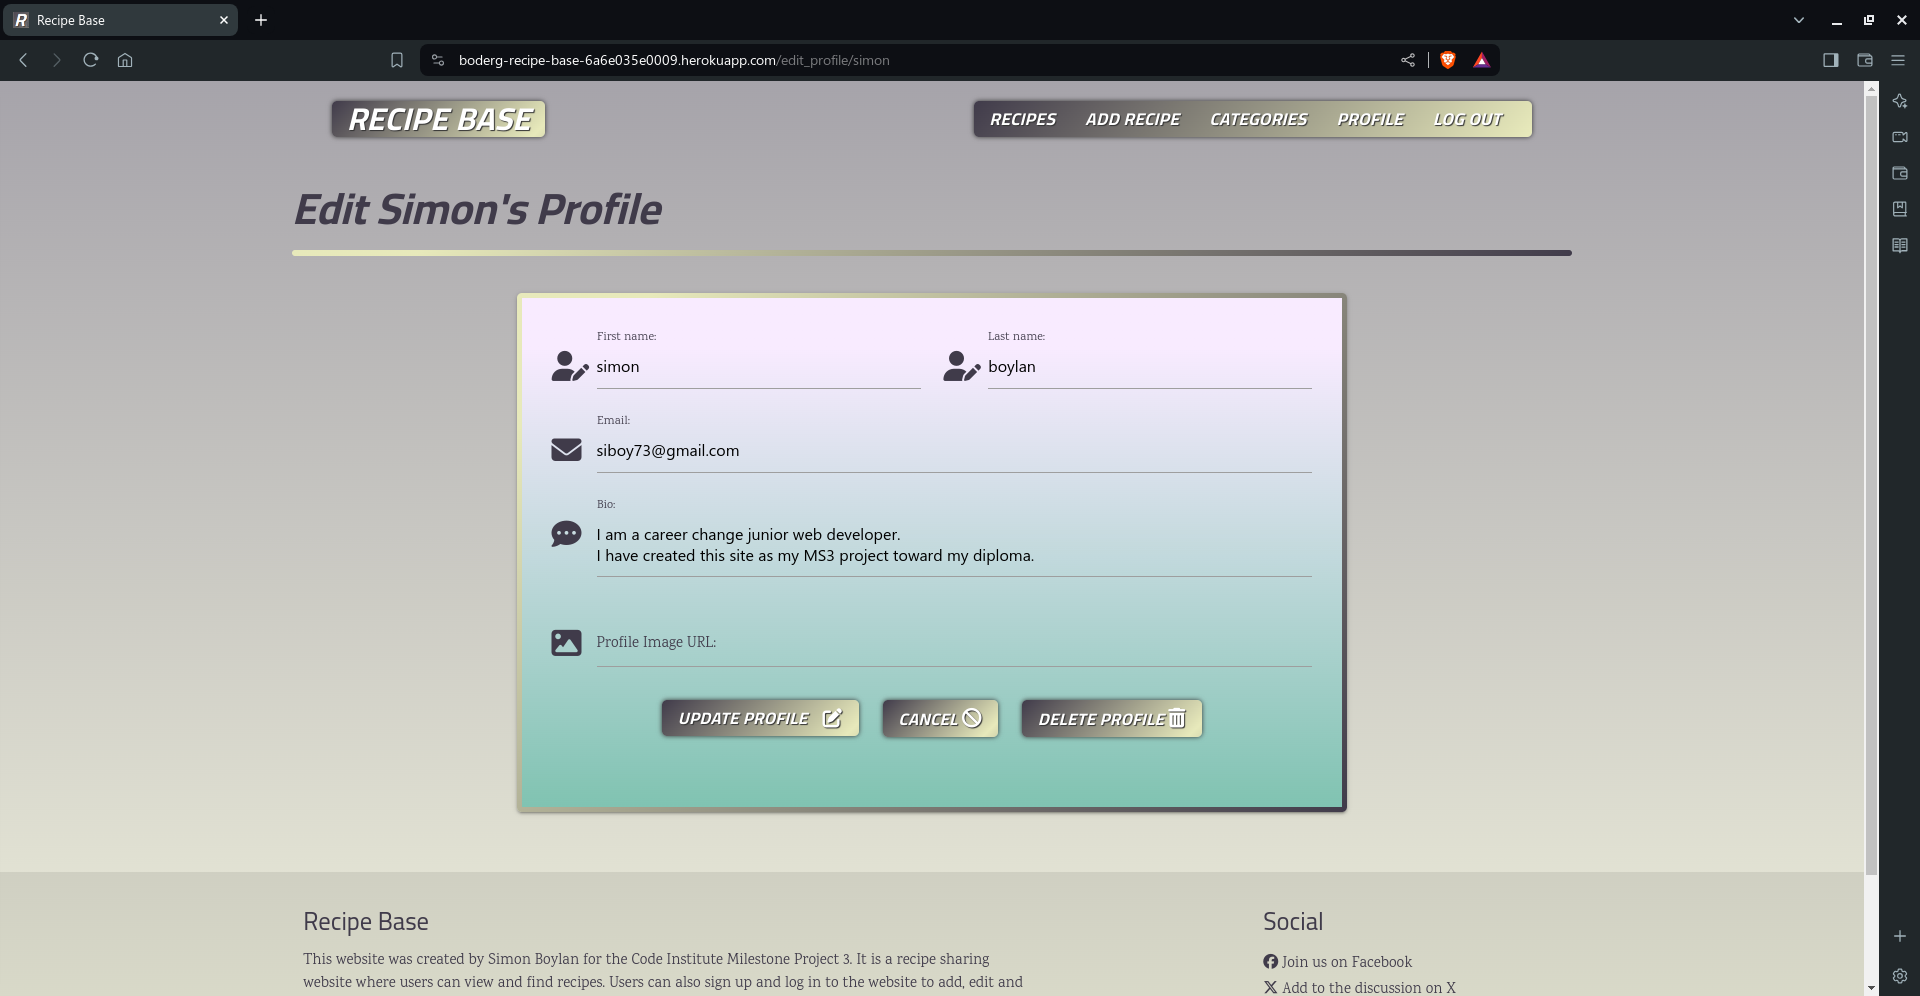 Recipe Base
boderg-recipe-base-6a6e035e0009.herokuapp.com/edit_profile/simon
RECIPE BASE
RECIPES ADD RECIPE CATEGORIES PROFILE LOG OUT
Edit Simon's Profile
First name: Last name:
simon boylan
Email:
siboy73@gmail.com
Bio:
I am a career change junior web developer.
I have created this site as my MS3 project toward my diploma.
Profile Image URL:
UPDATE PROFILE CANCEL DELETE PROFILE
Recipe Base Social
This website was created by Simon Boylan for the Code Institute Milestone Project 3. It is a recipe sharing
website where users can view and find recipes. Users can also sign up and log in to the website to add, edit and
Join us on Facebook
Add to the discussion on X